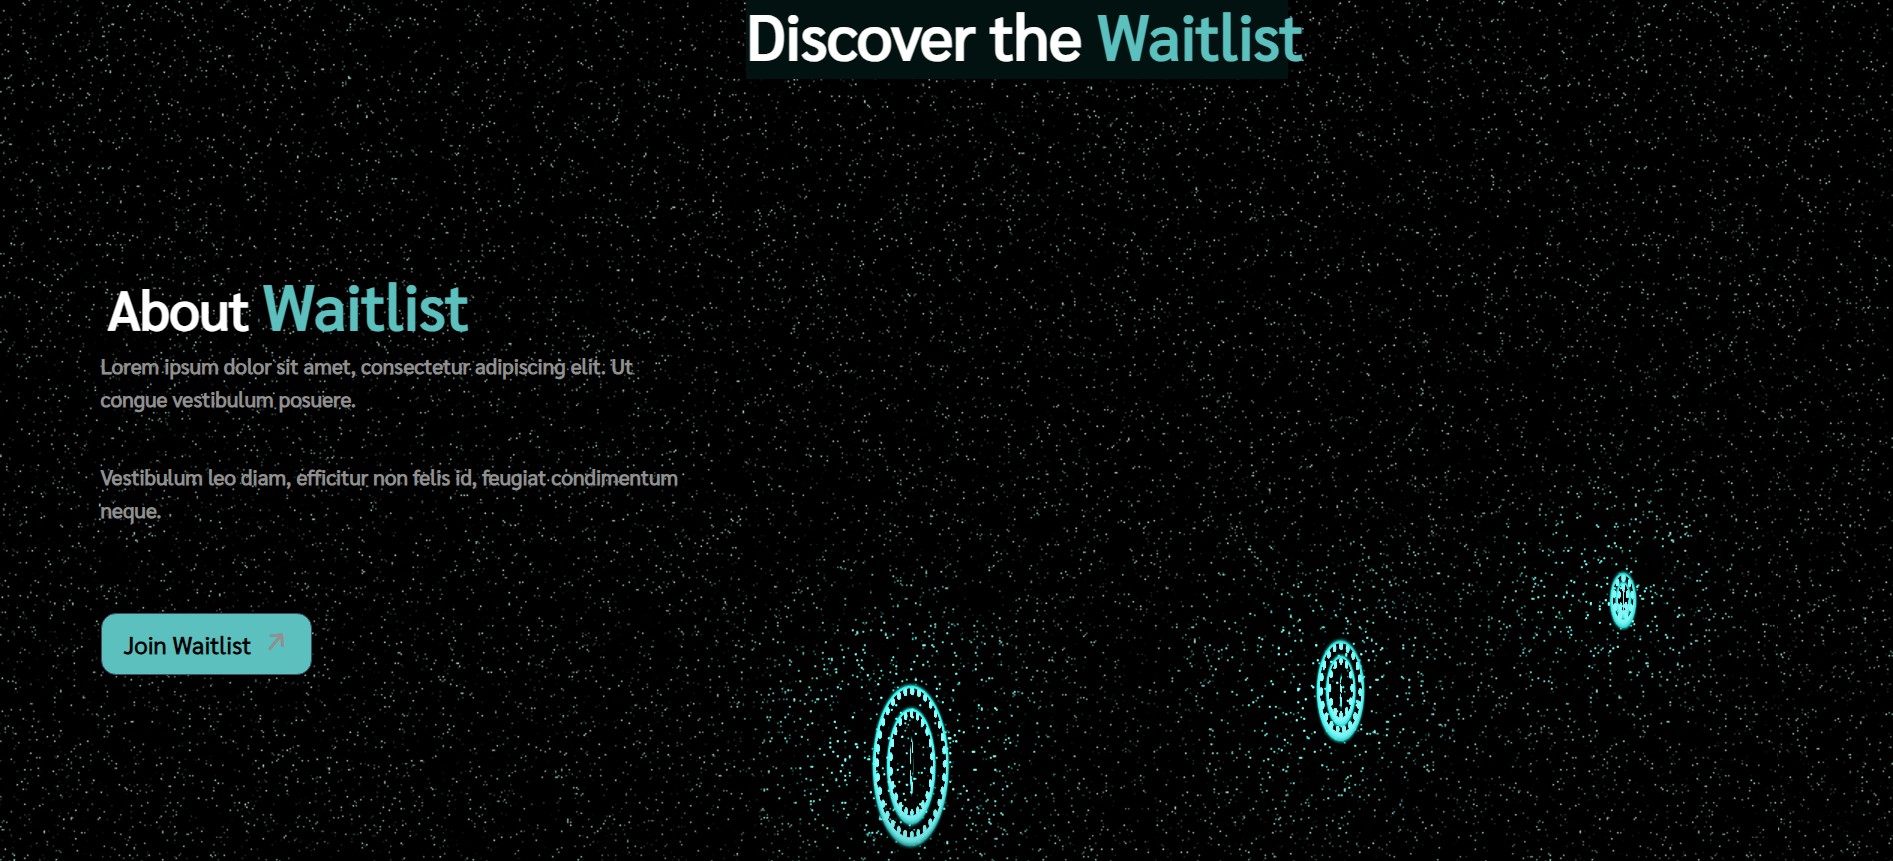 Discover the Waitlist
About Waitlist
Lorem ipsum dolor sit amet, consectetur adipiscing elit. Ut
congue vestibulum posuere.
Vestibulum leo diam, efficitur non felis id, feugiat condimentum
neque.
Join Waitlist